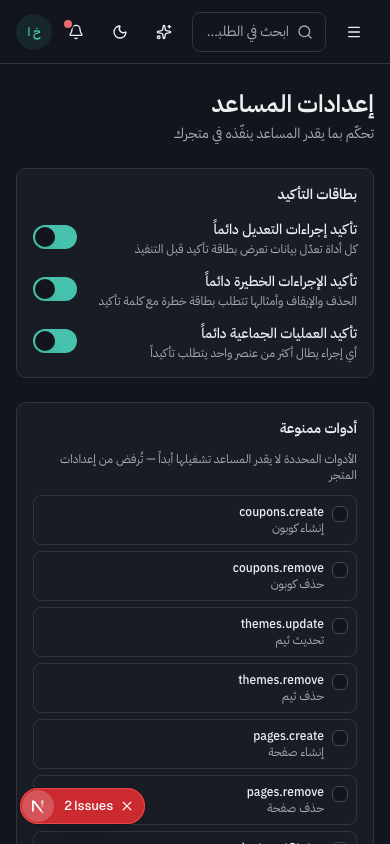 ابحث في الطلبـ...
خ ا
إعدادات المساعد
تحكّم بما يقدر المساعد ينفّذه في متجرك
بطاقات التأكيد
تأكيد إجراءات التعديل دائماً
كل أداة تعدّل بيانات تعرض بطاقة تأكيد قبل التنفيذ
تأكيد الإجراءات الخطيرة دائماً
الحذف والإيقاف وأمثالها تتطلب بطاقة خطرة مع كلمة تأكيد
تأكيد العمليات الجماعية دائماً
أي إجراء يطال أكثر من عنصر واحد يتطلب تأكيداً
أدوات ممنوعة
الأدوات المحددة لا يقدر المساعد تشغيلها أبداً — تُرفض من إعدادات
المتجر
coupons.create
إنشاء كوبون
coupons.remove
حذف كوبون
themes.update
تحديث ثيم
themes.remove
حذف ثيم
pages.create
إنشاء صفحة
pages.remove
حذف صفحة
N 2 Issues